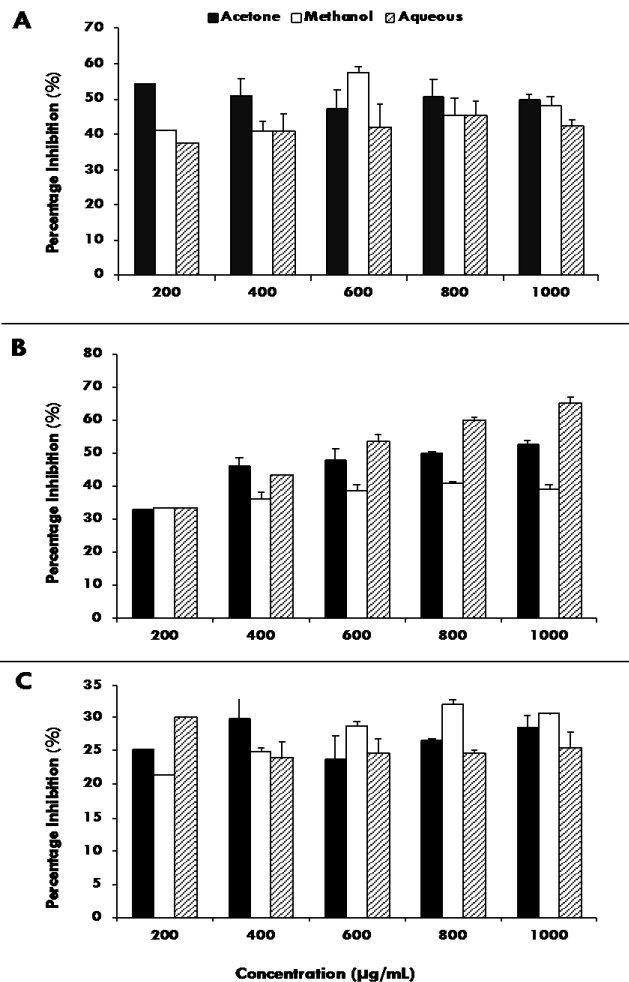 A
Acetone Methanol Aqueous
Percentage Inhibition (%)
70
60
50
40
30
20
10
0
200 400 600 800 1000
B
Percentage Inhibition (%)
80
70
60
50
40
30
20
10
0
200 400 600 800 1000
C
Percentage Inhibition (%)
35
30
25
20
15
10
5
0
200 400 600 800 1000
Concentration (µg/mL)